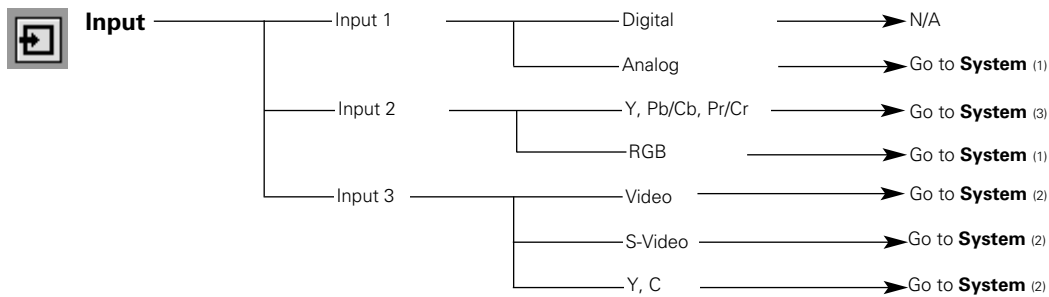 Input
Input 1
Digital
N/A
Analog
Go to System (1)
Input 2
Y, Pb/Cb, Pr/Cr
Go to System (3)
RGB
Go to System (1)
Input 3
Video
Go to System (2)
S-Video
Go to System (2)
Y, C
Go to System (2)